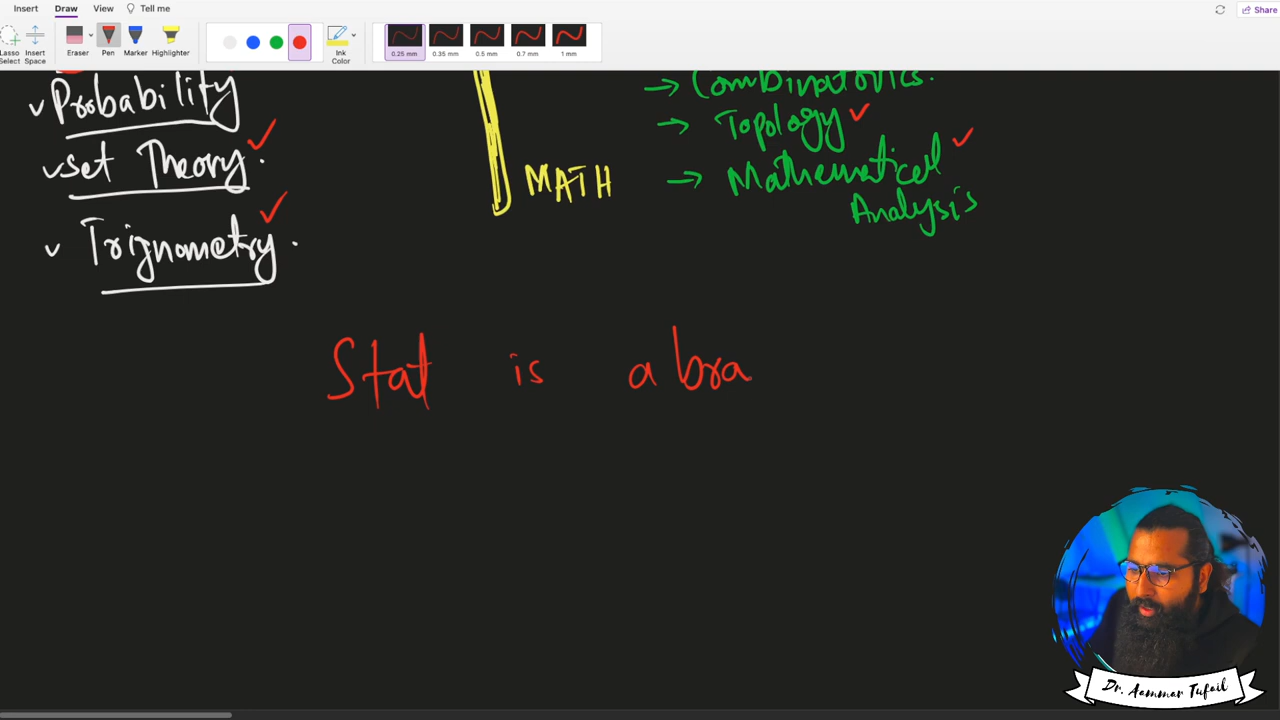 Insert Draw View Tell me Share
Lasso Select Insert Space Eraser Pen Marker Highlighter Ink Color 0.25 mm 0.35 mm 0.5 mm 0.7 mm 1 mm
Probability
Set Theory.
Trignometry.
MATH
→ Combinatorics.
→ Topology
→ Mathematical
Analysis
Stat is a bra
Dr. Aammar Tufail